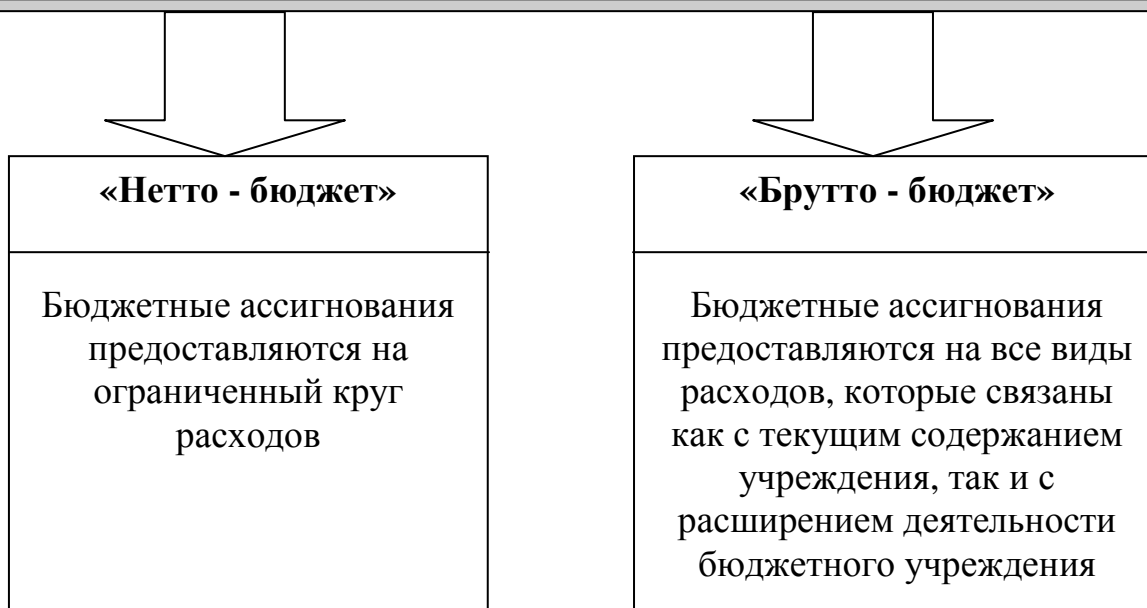 «Нетто - бюджет»
Бюджетные ассигнования
предоставляются на
ограниченный круг
расходов
«Брутто - бюджет»
Бюджетные ассигнования
предоставляются на все виды
расходов, которые связаны
как с текущим содержанием
учреждения, так и с
расширением деятельности
бюджетного учреждения